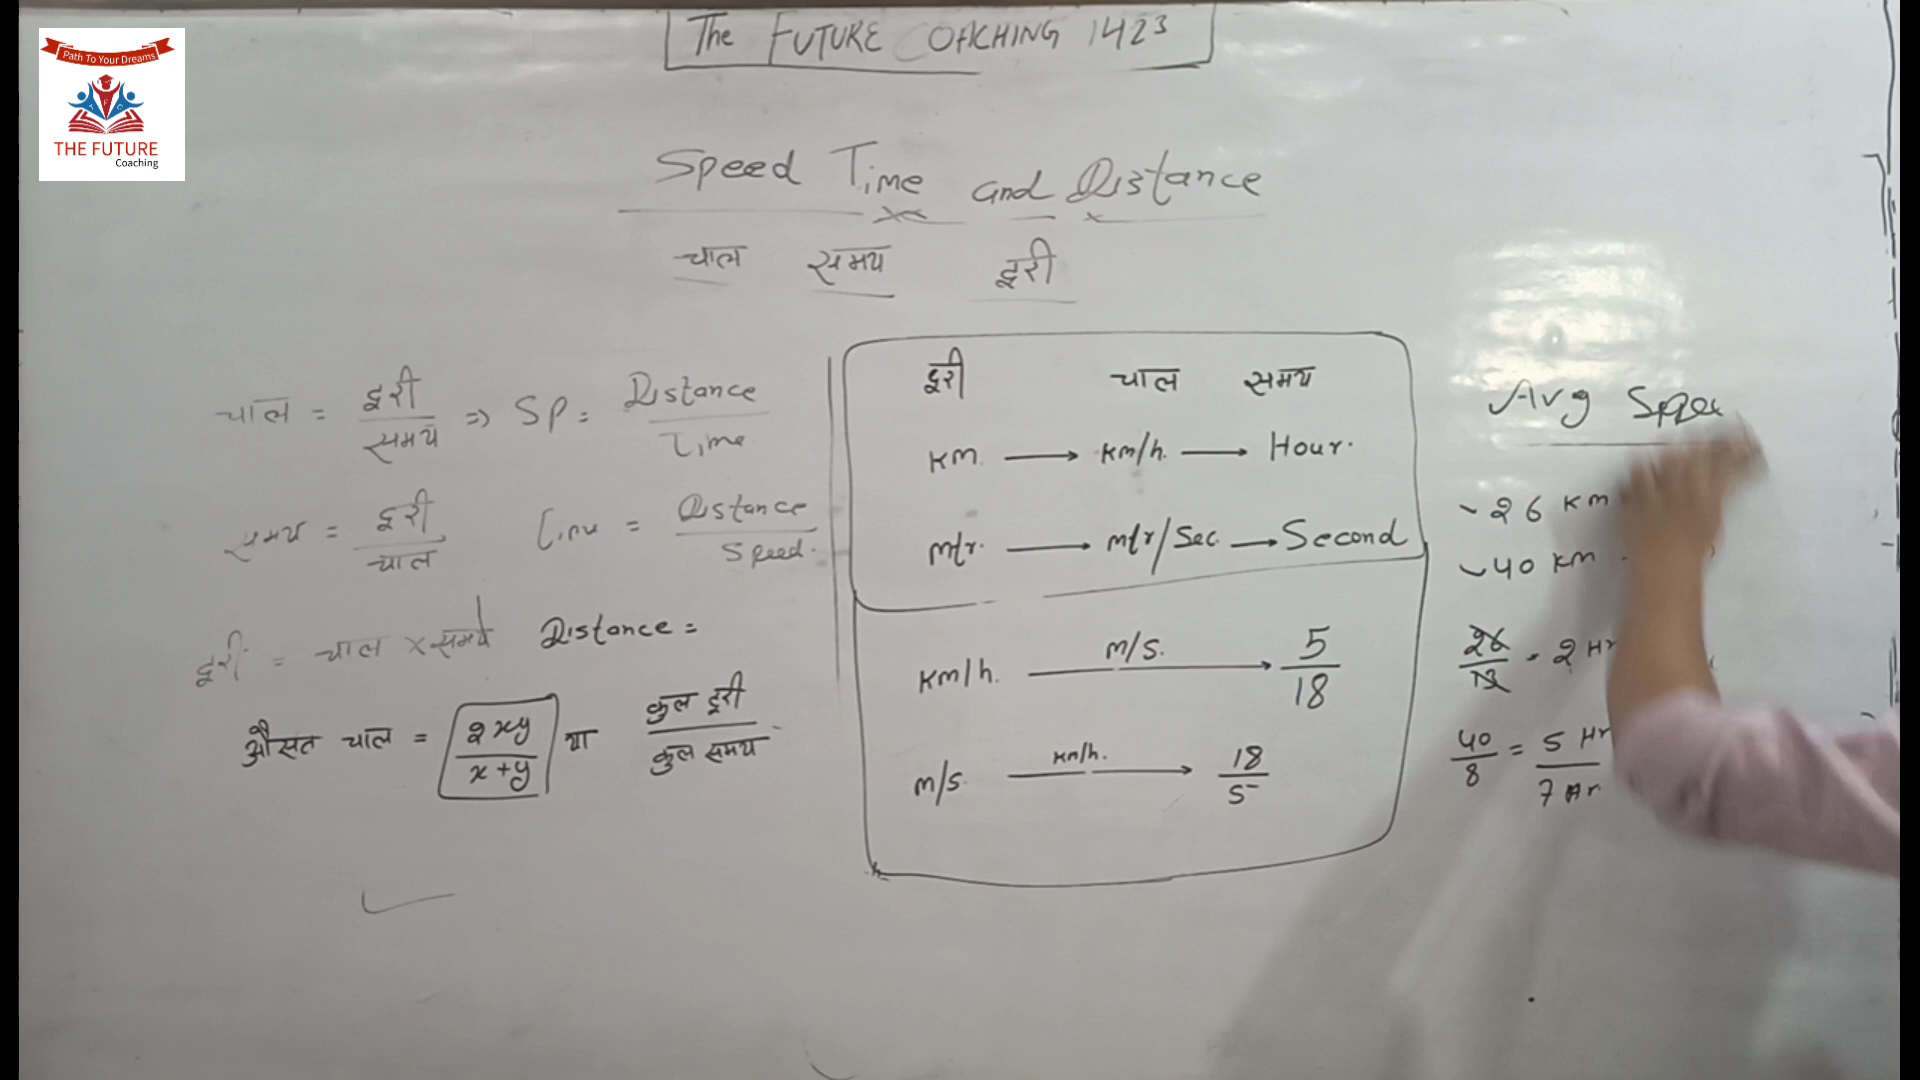 Path To Your Dreams
T F C
THE FUTURE
Coaching
The FUTURE COACHING 1423
Speed Time and Distance
चाल समय दूरी
चाल = दूरी/समय => SP = Distance/Time
समय = दूरी/चाल Time = Distance/Speed.
दूरी = चाल x समय Distance =
औसत चाल = 2xy/x+y या कुल दूरी/कुल समय
दूरी चाल समय
KM. → KM/h. → Hour.
mtr. → mtr/Sec. → Second
KM/h. m/s. → 5/18
m/s. Km/h. → 18/5
Avg Spee
26 KM
40 KM
26/13 = 2 Hr
40/8 = 5 Hr
7 Hr